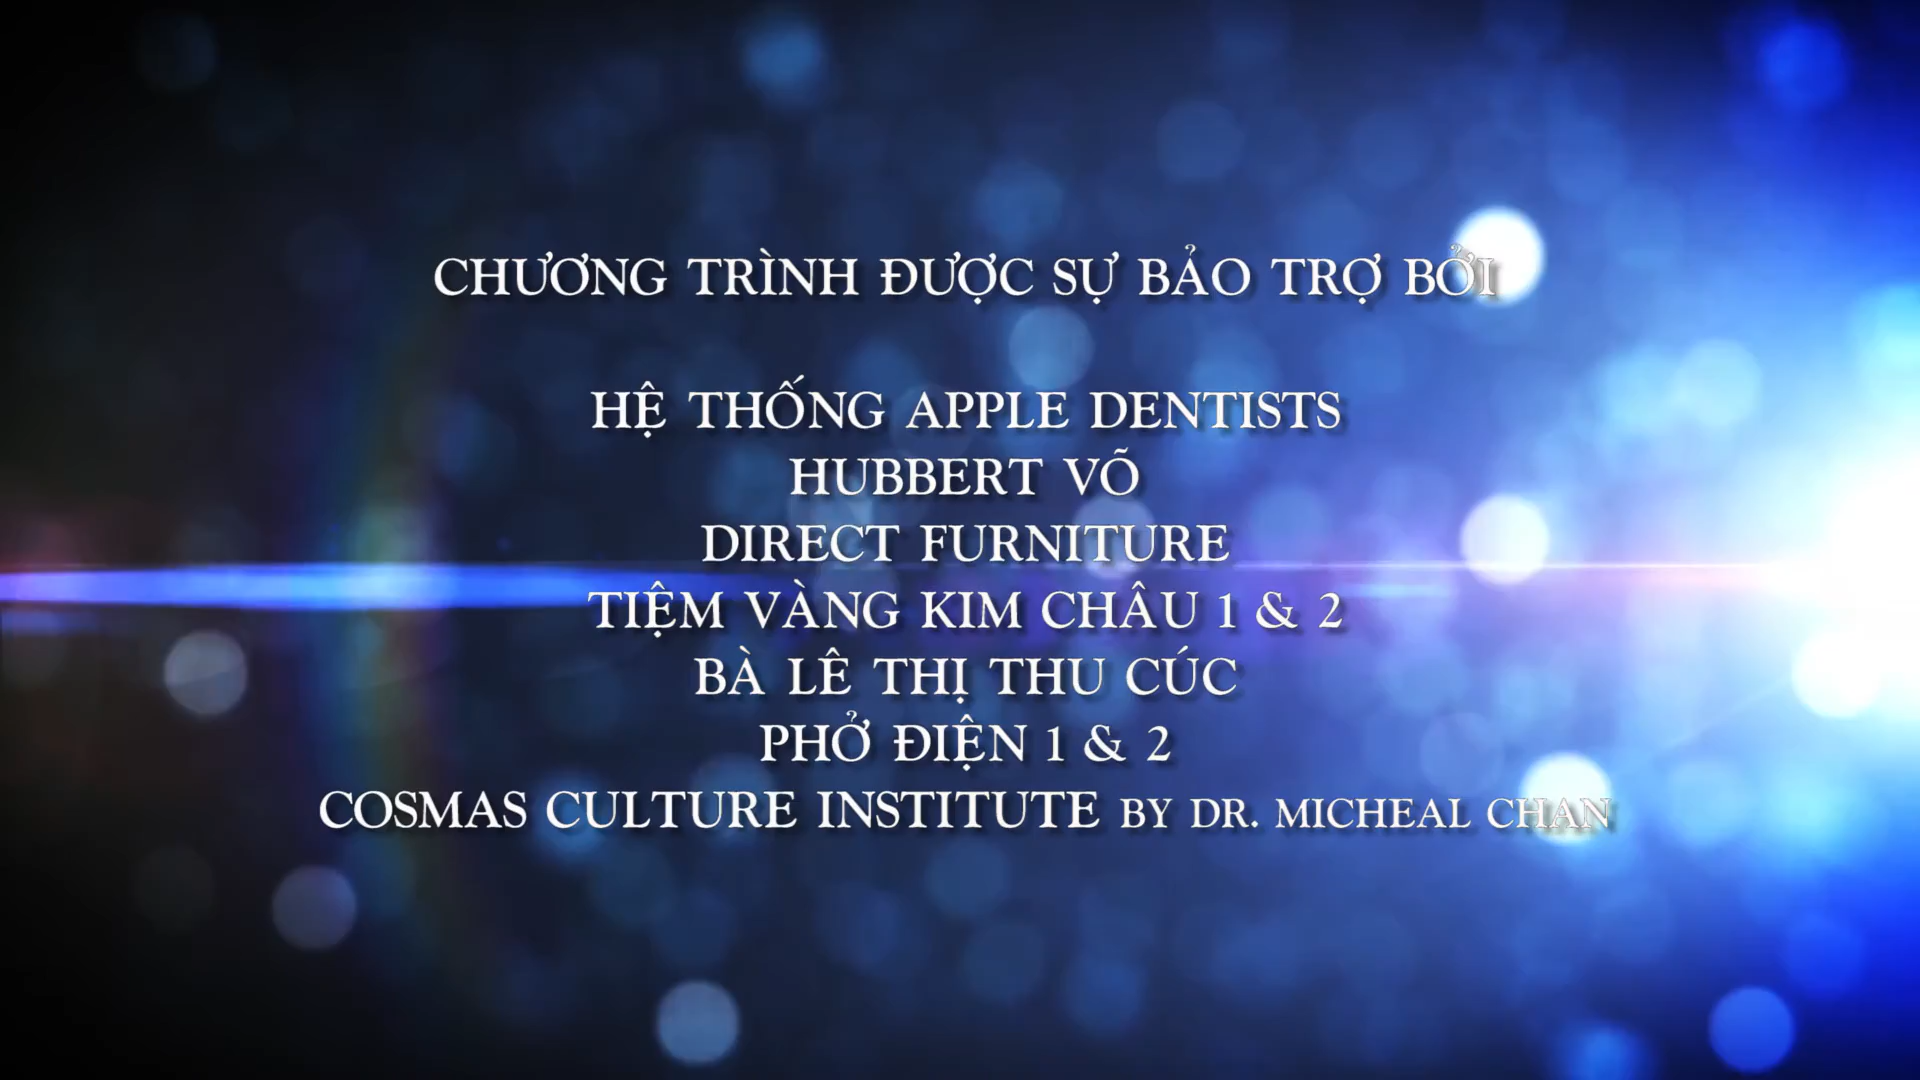 CHƯƠNG TRÌNH ĐƯỢC SỰ BẢO TRỢ BỞI
HỆ THỐNG APPLE DENTISTS
HUBBERT VÕ
DIRECT FURNITURE
TIỆM VÀNG KIM CHÂU 1 & 2
BÀ LÊ THỊ THU CÚC
PHỞ ĐIỆN 1 & 2
COSMAS CULTURE INSTITUTE BY DR. MICHEAL CHAN